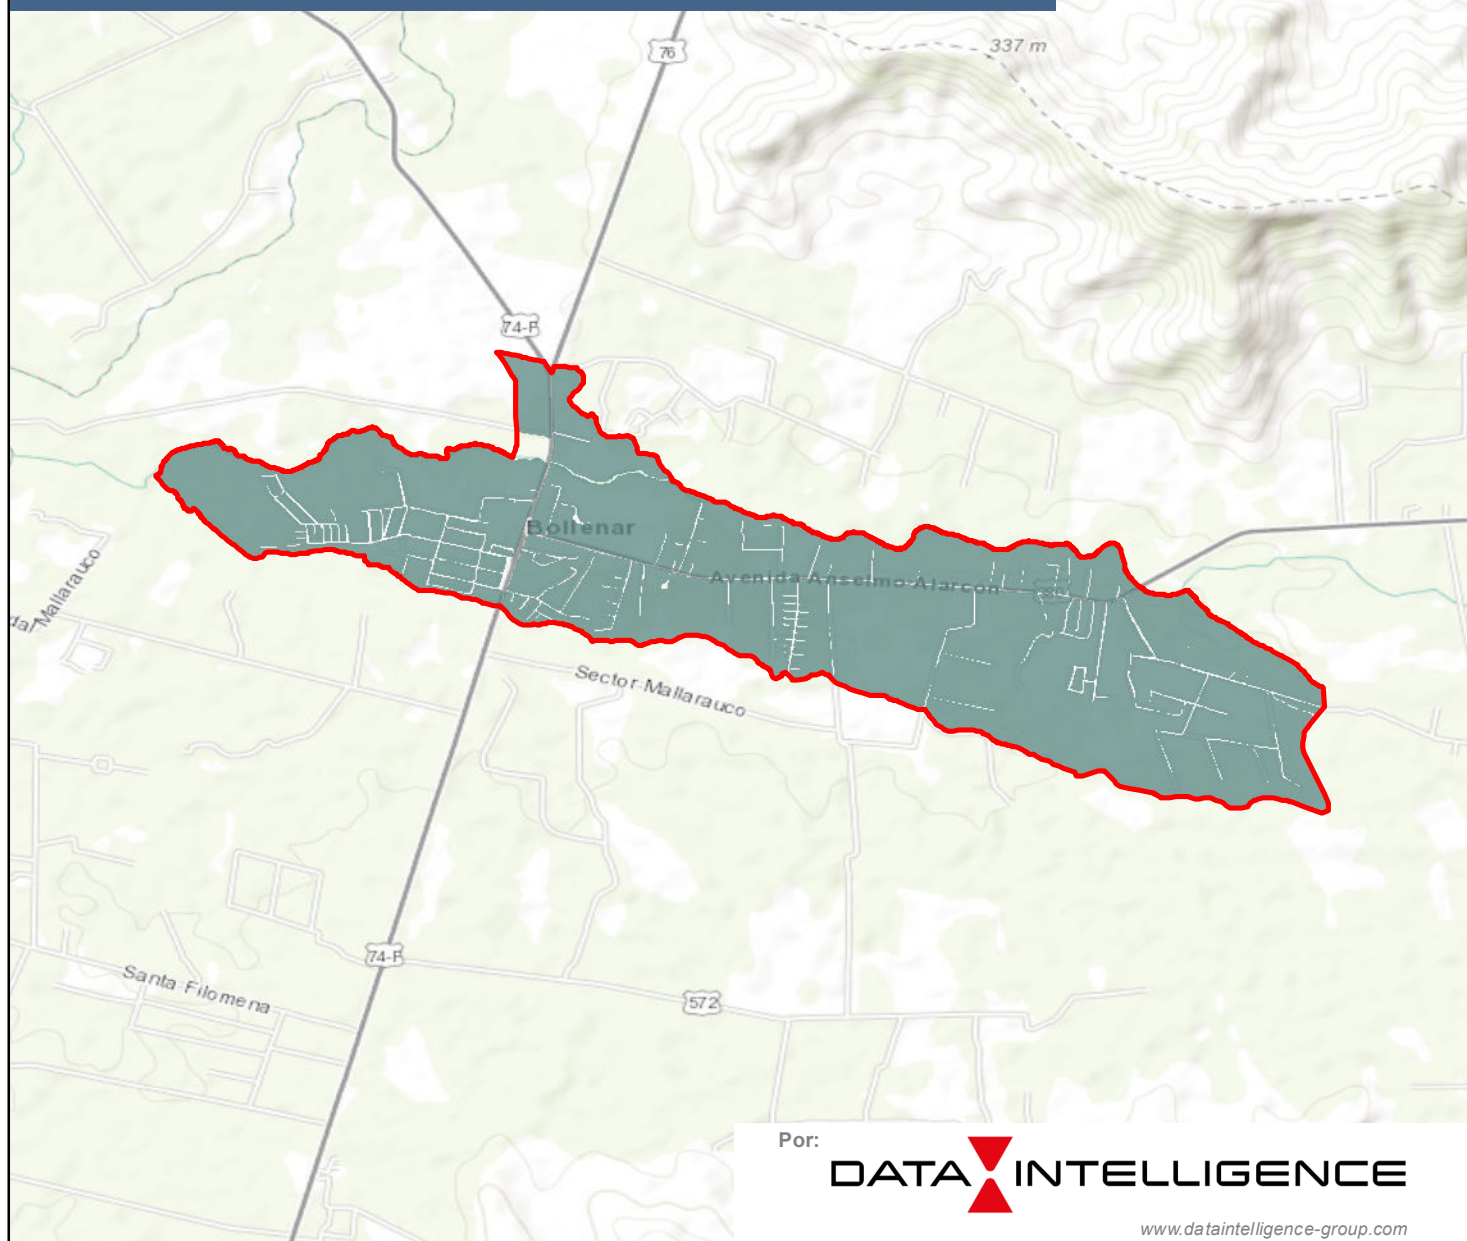 337 m
76
74-F
Bollenar
Avenida Anselmo Alarcón
dal Mallarauco
Sector Mallarauco
74-F
Santa Filomena
572
Por:
DATA INTELLIGENCE
www.dataintelligence-group.com